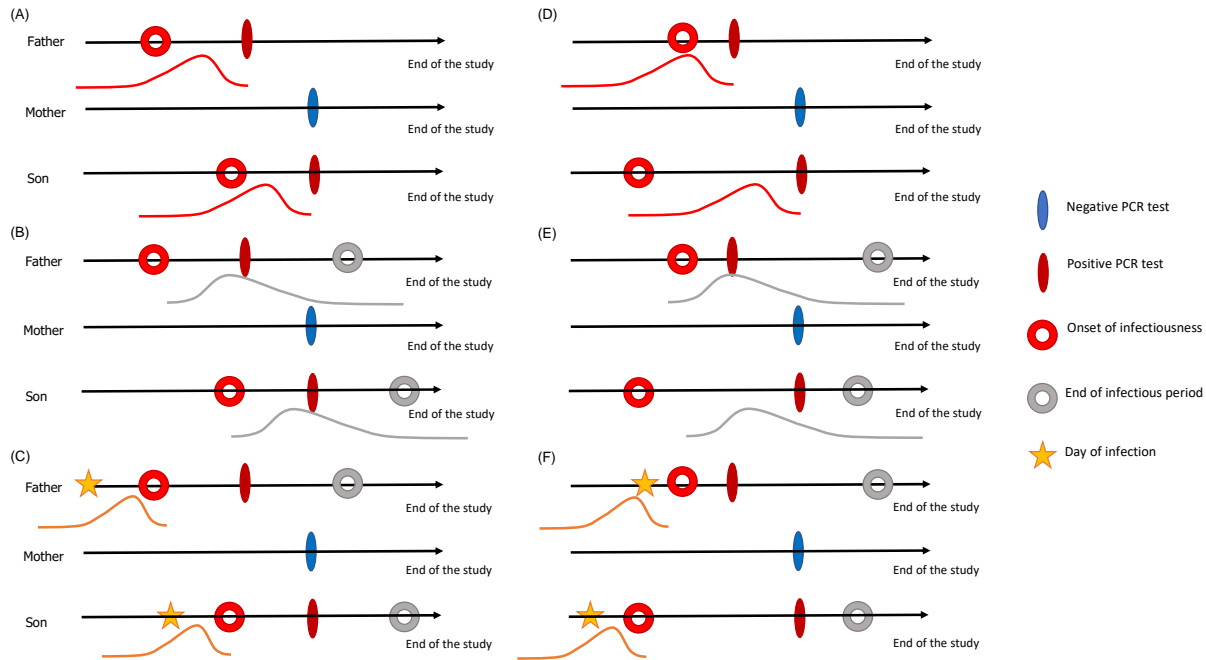 (A)
Father
End of the study
Mother
End of the study
Son
End of the study
(B)
Father
End of the study
Mother
End of the study
Son
End of the study
(C)
Father
End of the study
Mother
End of the study
Son
End of the study
(D)
End of the study
End of the study
End of the study
(E)
End of the study
End of the study
End of the study
(F)
End of the study
End of the study
End of the study
Negative PCR test
Positive PCR test
Onset of infectiousness
End of infectious period
Day of infection